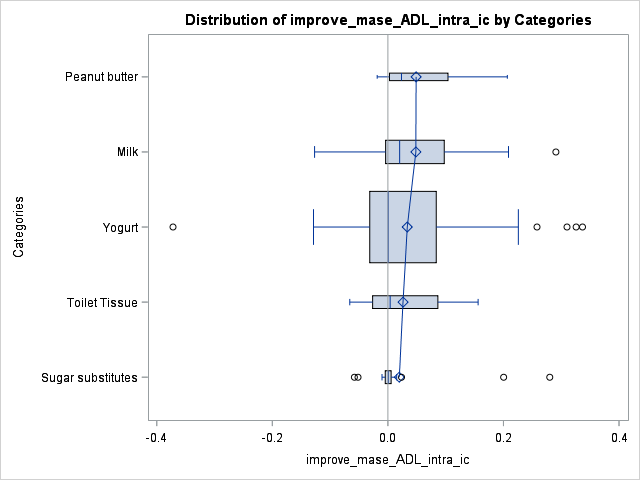 Distribution of improve_mase_ADL_intra_ic by Categories
Peanut butter
Milk
Yogurt
Toilet Tissue
Sugar substitutes
Categories
-0.4 -0.2 0.0 0.2 0.4
improve_mase_ADL_intra_ic